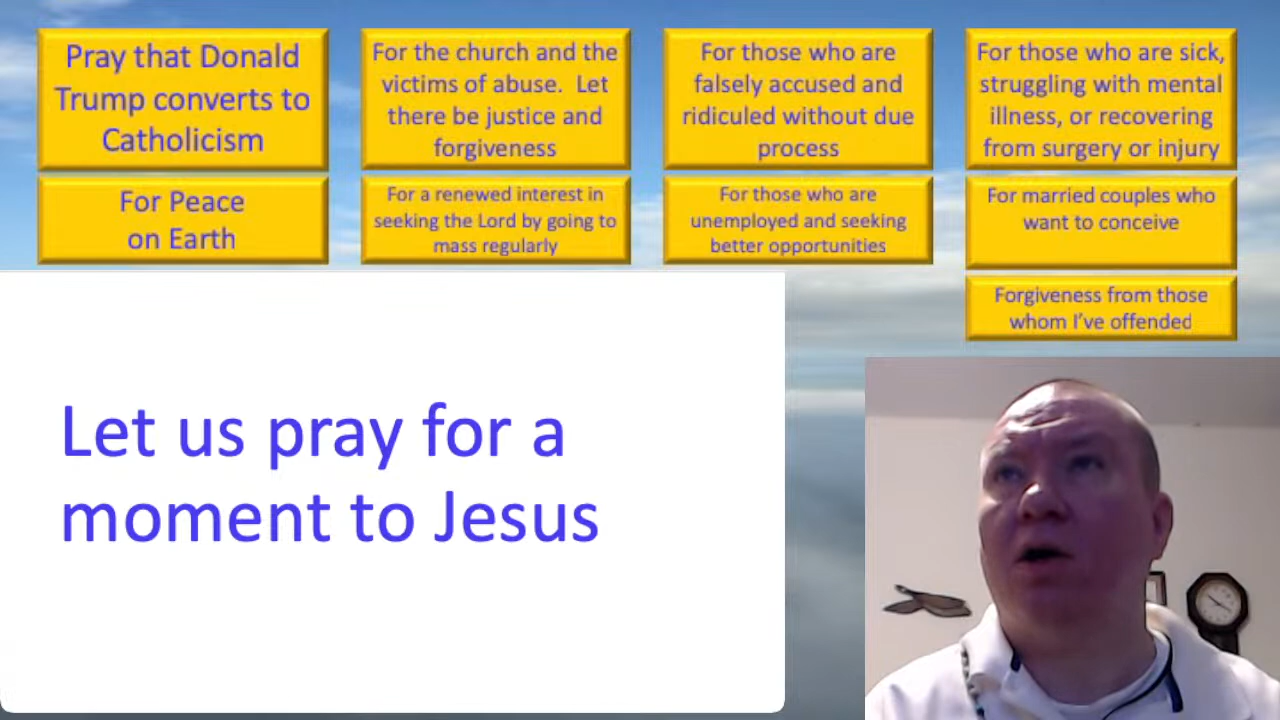 Pray that Donald
Trump converts to
Catholicism
For the church and the
victims of abuse.  Let
there be justice and
forgiveness
For those who are
falsely accused and
ridiculed without due
process
For those who are sick,
struggling with mental
illness, or recovering
from surgery or injury
For Peace
on Earth
For a renewed interest in
seeking the Lord by going to
mass regularly
For those who are
unemployed and seeking
better opportunities
For married couples who
want to conceive
Forgiveness from those
whom I’ve offended
Let us pray for a
moment to Jesus